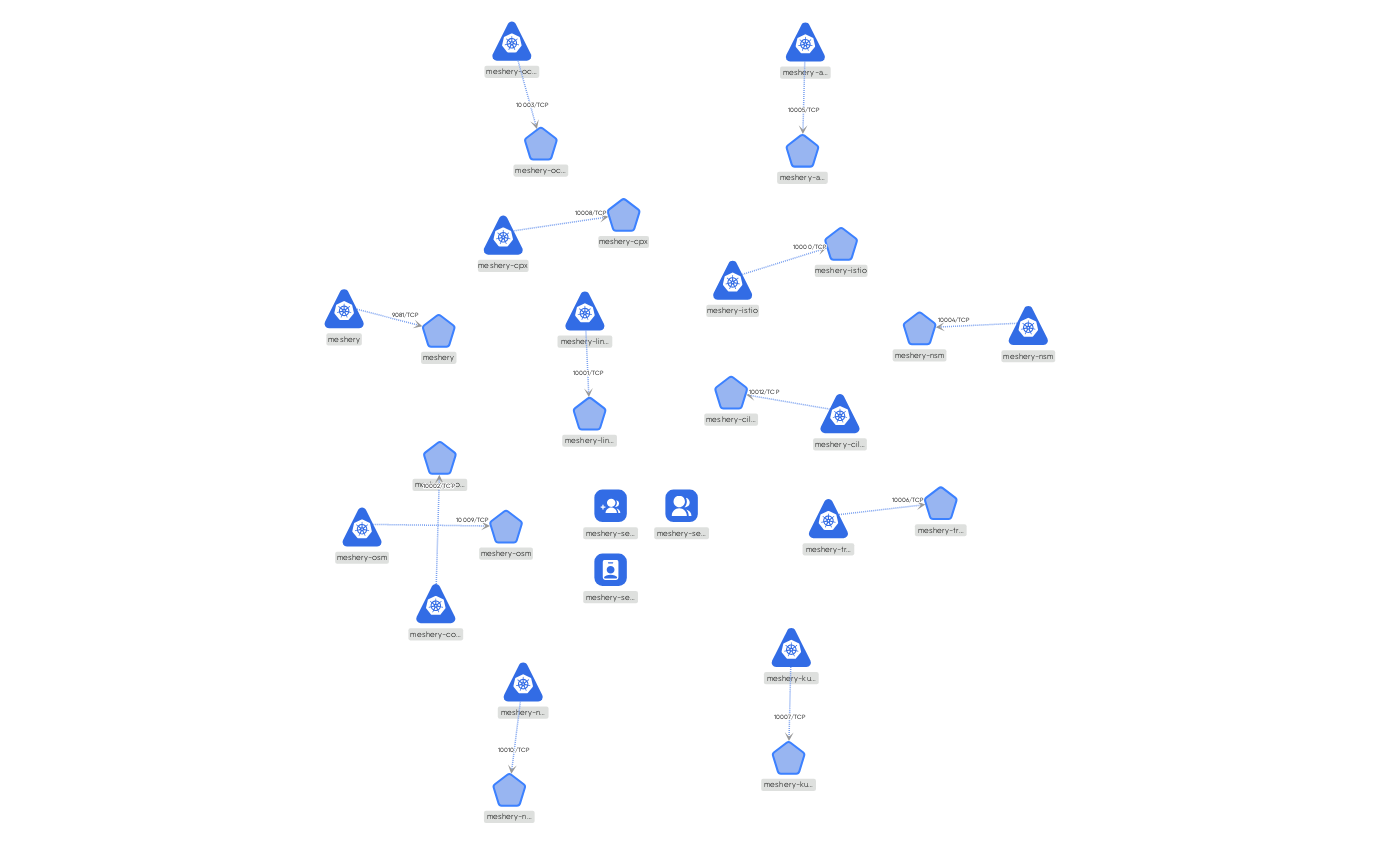 meshery-oc...
10003/TCP
meshery-oc...
meshery-a...
10005/TCP
meshery-a...
10008/TCP
meshery-cpx
meshery-cpx
10000/TCP
meshery-istio
meshery-istio
9081/TCP
meshery
meshery
meshery-lin...
10001/TCP
meshery-lin...
10004/TCP
meshery-nsm
meshery-nsm
10012/TCP
meshery-cil...
meshery-cil...
10002/TCP
10009/TCP
meshery-osm
meshery-osm
meshery-co...
meshery-se...
meshery-se...
meshery-se...
10006/TCP
meshery-tr...
meshery-tr...
meshery-n...
10010/TCP
meshery-n...
meshery-ku...
10007/TCP
meshery-ku...